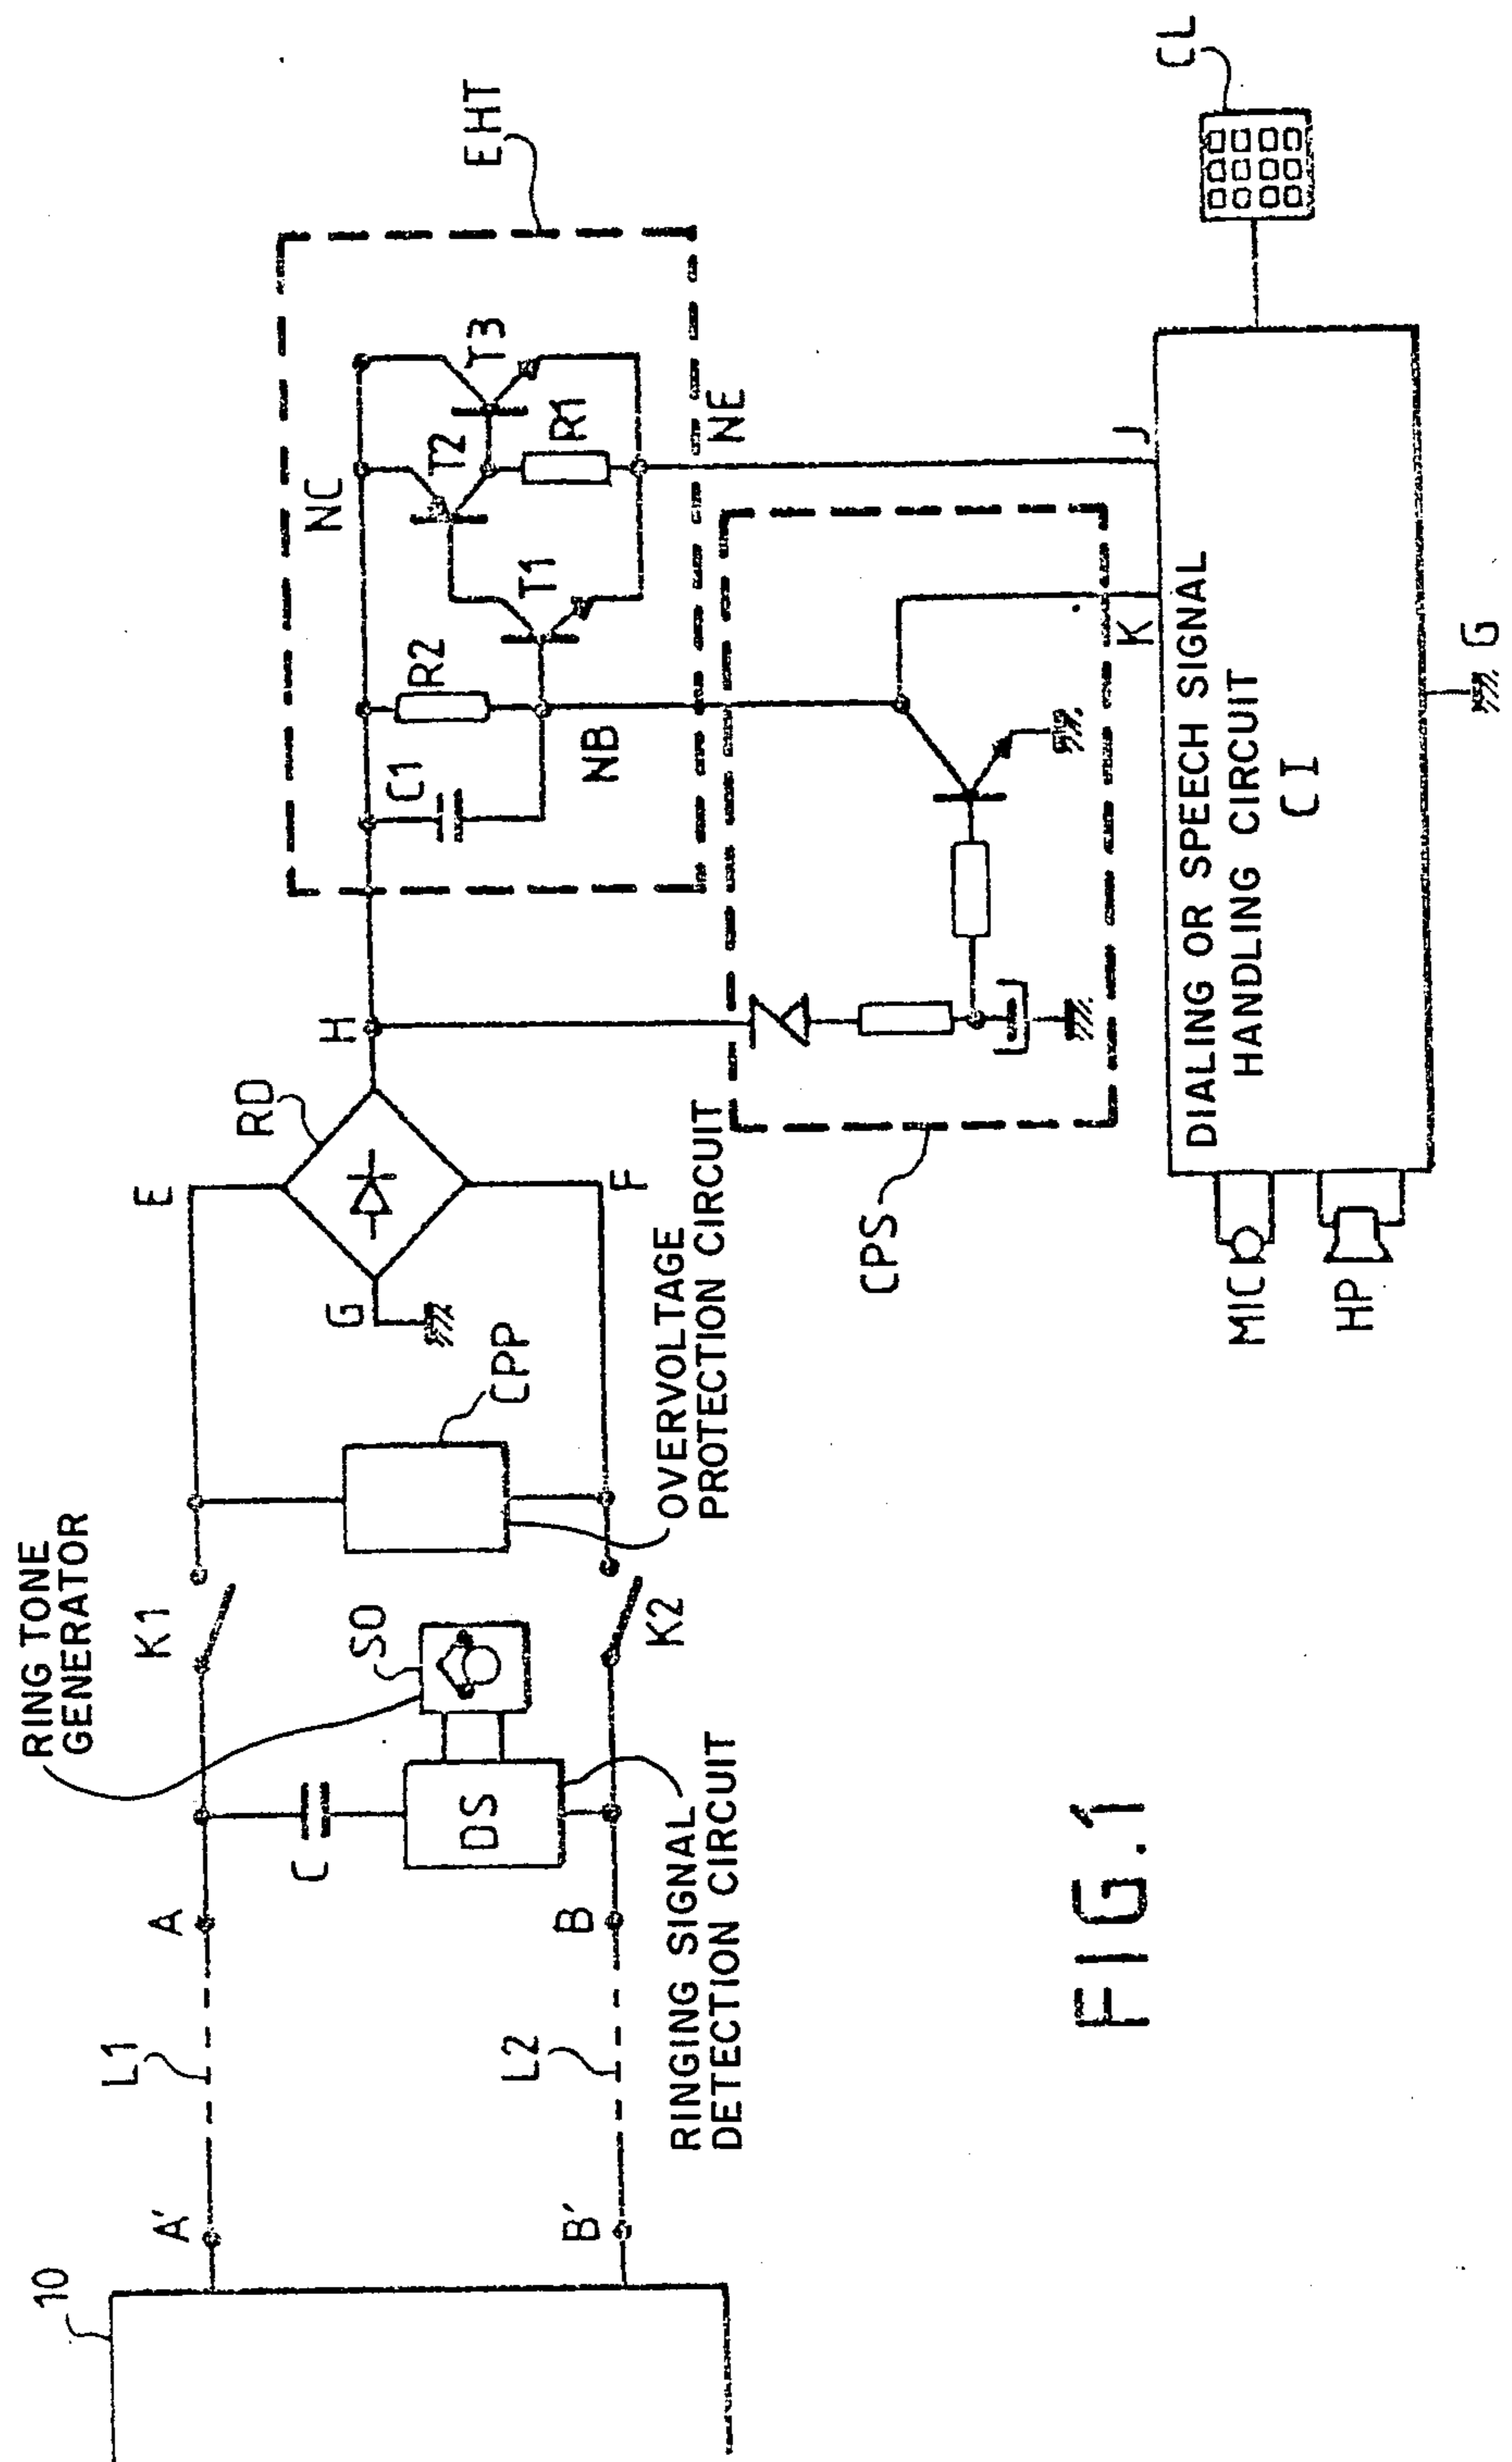 10
A'
B'
L1
L2
A
B
C
DS
RINGING SIGNAL
DETECTION CIRCUIT
RING TONE
GENERATOR
SO
K1
K2
CPP
OVERVOLTAGE
PROTECTION CIRCUIT
E
F
G
RD
H
EHT
NC
C1
R2
NB
T1
T2
T3
R1
NE
CPS
K
J
DIALING OR SPEECH SIGNAL
HANDLING CIRCUIT
CI
MIC
HP
G
CL
FIG.1